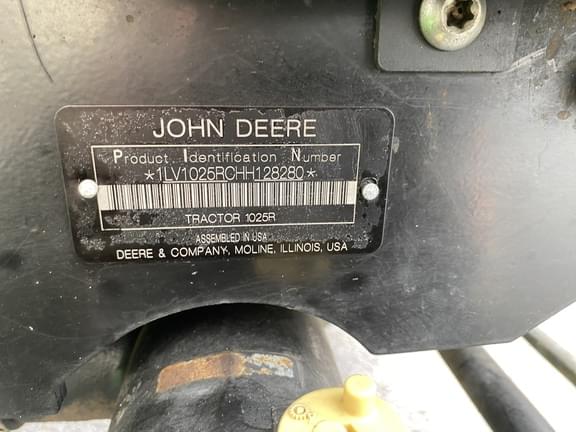 JOHN DEERE
Product Identification Number
*1LV1025RCHH128280*
TRACTOR 1025R
ASSEMBLED IN USA
DEERE & COMPANY, MOLINE, ILLINOIS, USA